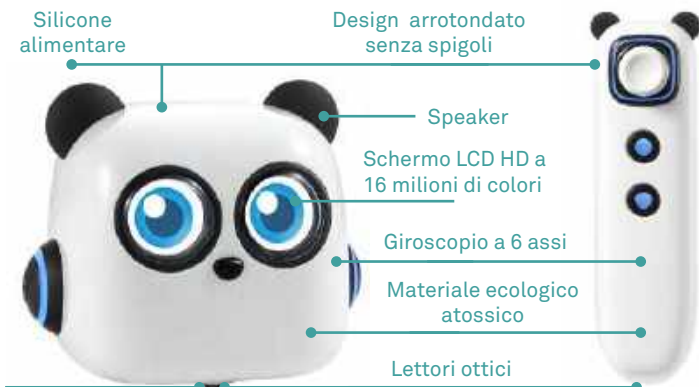 Silicone
alimentare
Design arrotondato
senza spigoli
Speaker
Schermo LCD HD a
16 milioni di colori
Giroscopio a 6 assi
Materiale ecologico
atossico
Lettori ottici